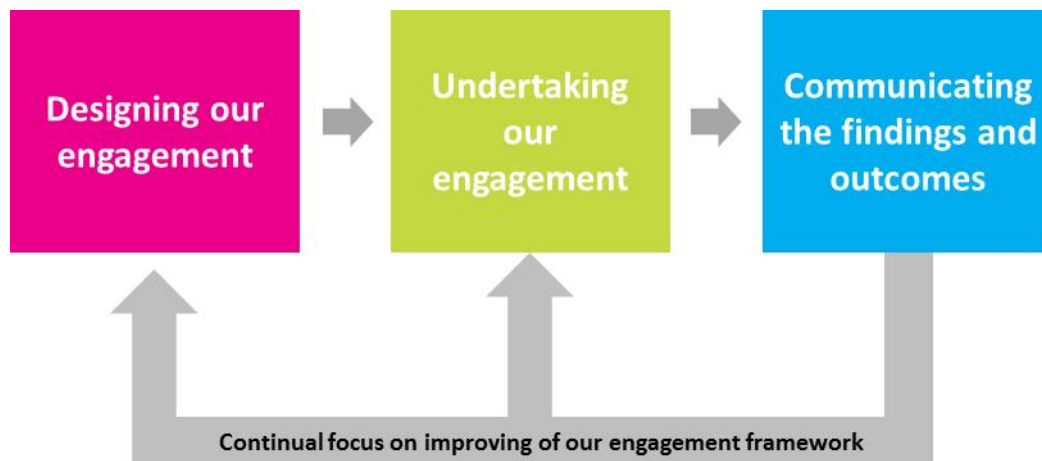 Designing our
engagement
Undertaking
our
engagement
Communicating
the findings and
outcomes
Continual focus on improving of our engagement framework